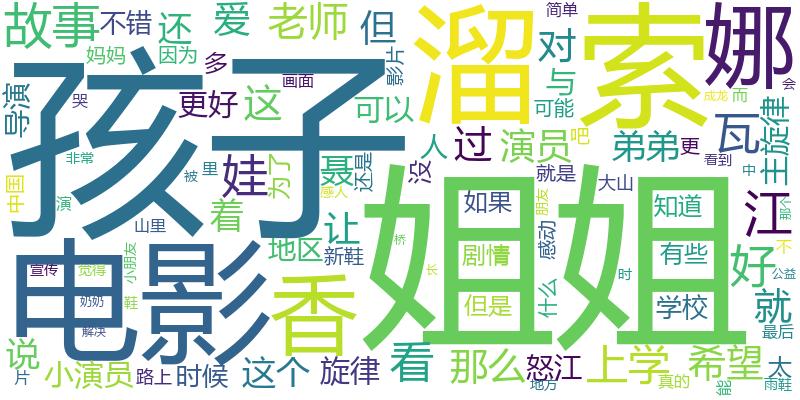 故事
不错
还
爱
老师
但
简单
溜
索
娜
会
妈妈
因为
多
影片
对
导演
哭
画面
与
成龙
而
更好
这
可以
可能
孩子
瓦
主旋律
人
过
演员
吧
弟弟
更
看到
非常
被
里
娃
为了
聂
还是
没
就是
大山
中
中国
感人
朋友
演
着
如果
知道
江
那个
山里
让
感动
小朋友
地区
新鞋
桥
剧情
有些
好
不
电影
姐姐
宣传
觉得
香
长
什么
时
公益
奶奶
鞋
但是
学校
就
解决
最后
说
看
那么
怒江
上学
希望
太
片
小演员
路上
时候
这个
旋律
地方
真的
能
雨鞋